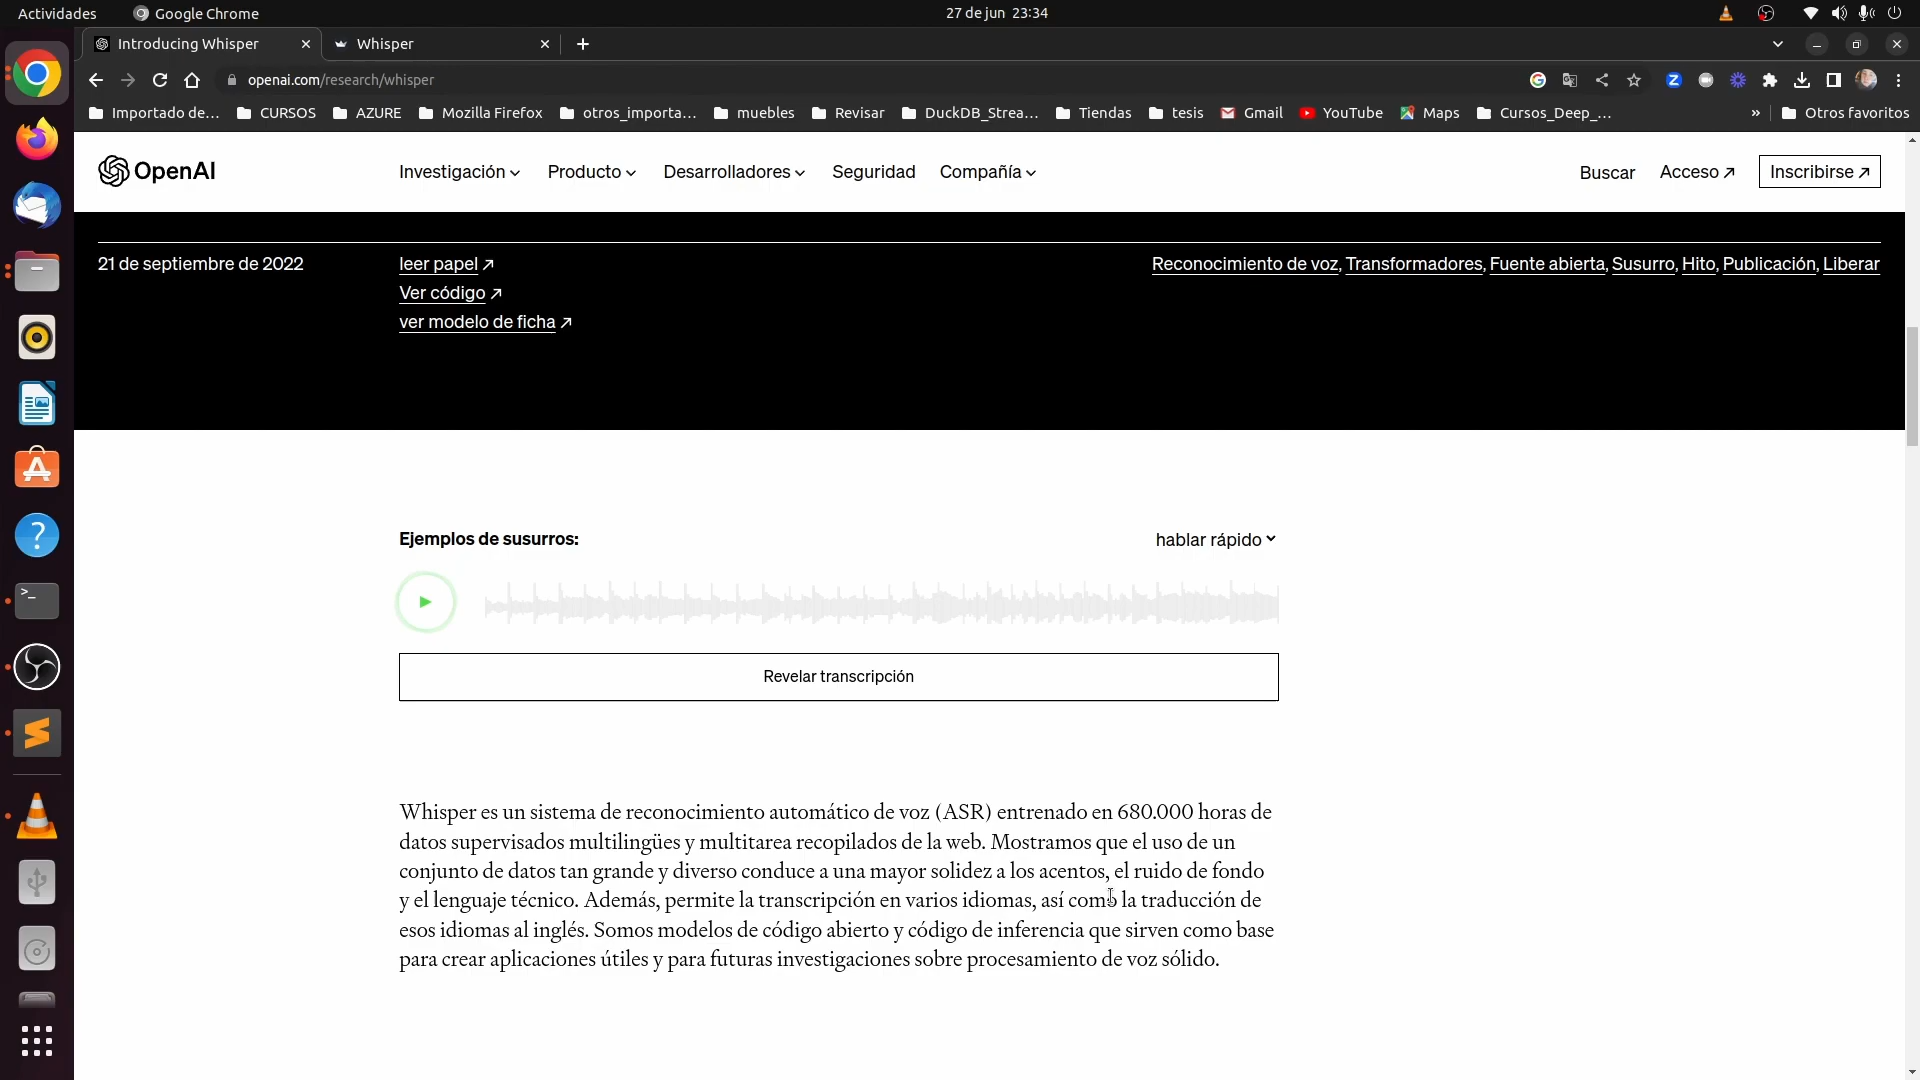 Actividades
Google Chrome
27 de jun 23:34
Introducing Whisper
Whisper
openai.com/research/whisper
Importado de...
CURSOS
AZURE
Mozilla Firefox
otros_importa...
muebles
Revisar
DuckDB_Strea...
Tiendas
tesis
Gmail
YouTube
Maps
Cursos_Deep_...
»
Otros favoritos
OpenAI
Investigación
Producto
Desarrolladores
Seguridad
Compañía
Buscar
Acceso ↗
Inscribirse ↗
21 de septiembre de 2022
leer papel ↗
Ver código ↗
ver modelo de ficha ↗
Reconocimiento de voz, Transformadores, Fuente abierta, Susurro, Hito, Publicación, Liberar
Ejemplos de susurros:
hablar rápido
Revelar transcripción
Whisper es un sistema de reconocimiento automático de voz (ASR) entrenado en 680.000 horas de
datos supervisados multilingües y multitarea recopilados de la web. Mostramos que el uso de un
conjunto de datos tan grande y diverso conduce a una mayor solidez a los acentos, el ruido de fondo
y el lenguaje técnico. Además, permite la transcripción en varios idiomas, así como la traducción de
esos idiomas al inglés. Somos modelos de código abierto y código de inferencia que sirven como base
para crear aplicaciones útiles y para futuras investigaciones sobre procesamiento de voz sólido.